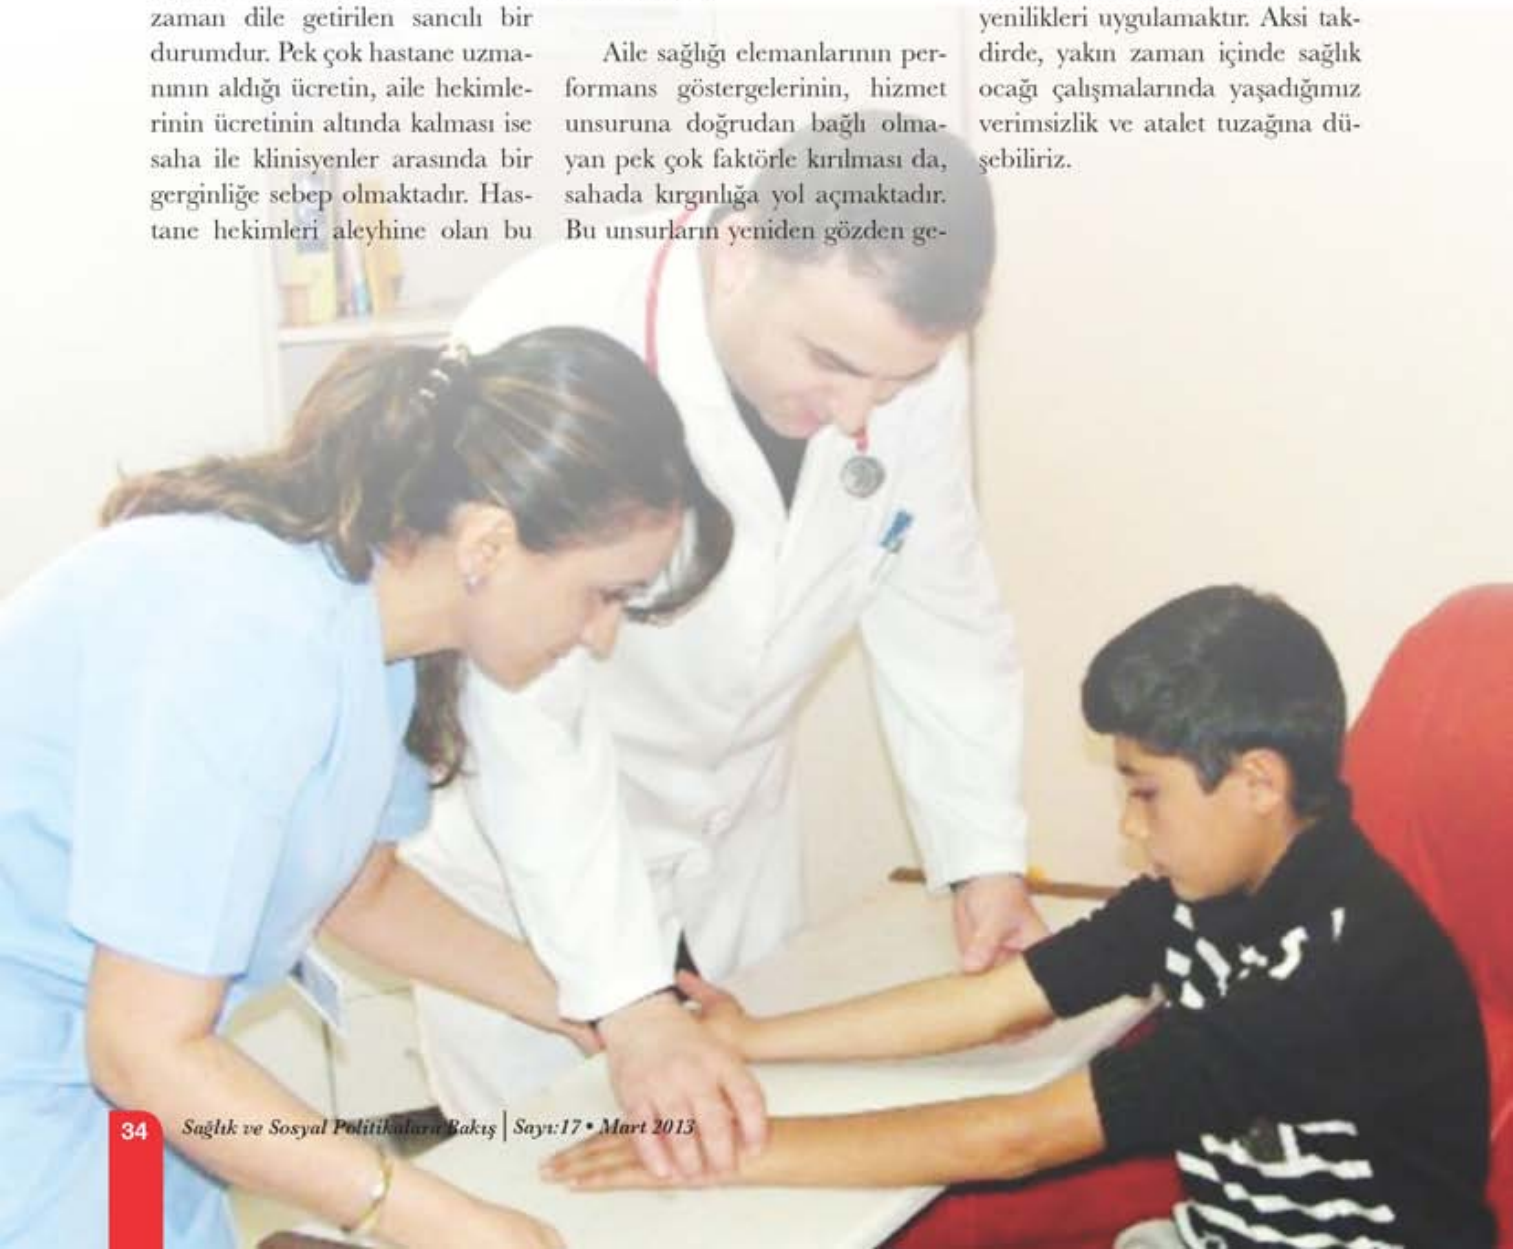 zaman dile getirilen sancılı bir
durumdur. Pek çok hastane uzma-
nının aldığı ücretin, aile hekimle-
rinin ücretinin altında kalması ise
saha ile klinisyenler arasında bir
gerginliğe sebep olmaktadır. Has-
tane hekimleri aleyhine olan bu
Aile sağlığı elemanlarının per-
formans göstergelerinin, hizmet
unsuruna doğrudan bağlı olma-
yan pek çok faktörle kırılması da,
sahada kırgınlığa yol açmaktadır.
Bu unsurların yeniden gözden ge-
yenilikleri uygulamaktır. Aksi tak-
dirde, yakın zaman içinde sağlık
ocağı çalışmalarında yaşadığımız
verimsizlik ve atalet tuzağına dü-
şebiliriz.
34 Sağlık ve Sosyal Politikalara Bakış | Sayı:17 • Mart 2013